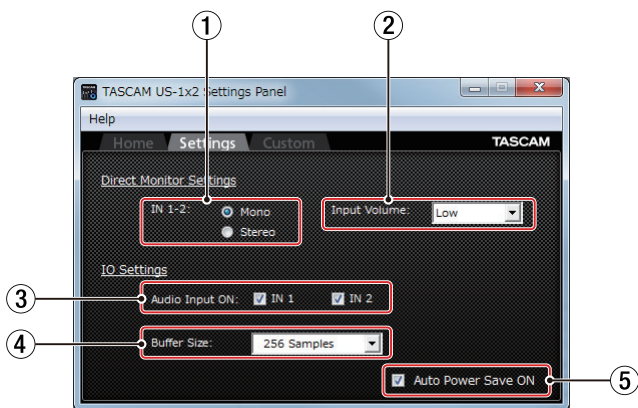 1
2
TASCAM US-1x2 Settings Panel
Help
Home Settings Custom TASCAM
Direct Monitor Settings
IN 1-2: Mono
Stereo
Input Volume: Low
IO Settings
3 Audio Input ON: IN 1 IN 2
4 Buffer Size: 256 Samples
Auto Power Save ON 5